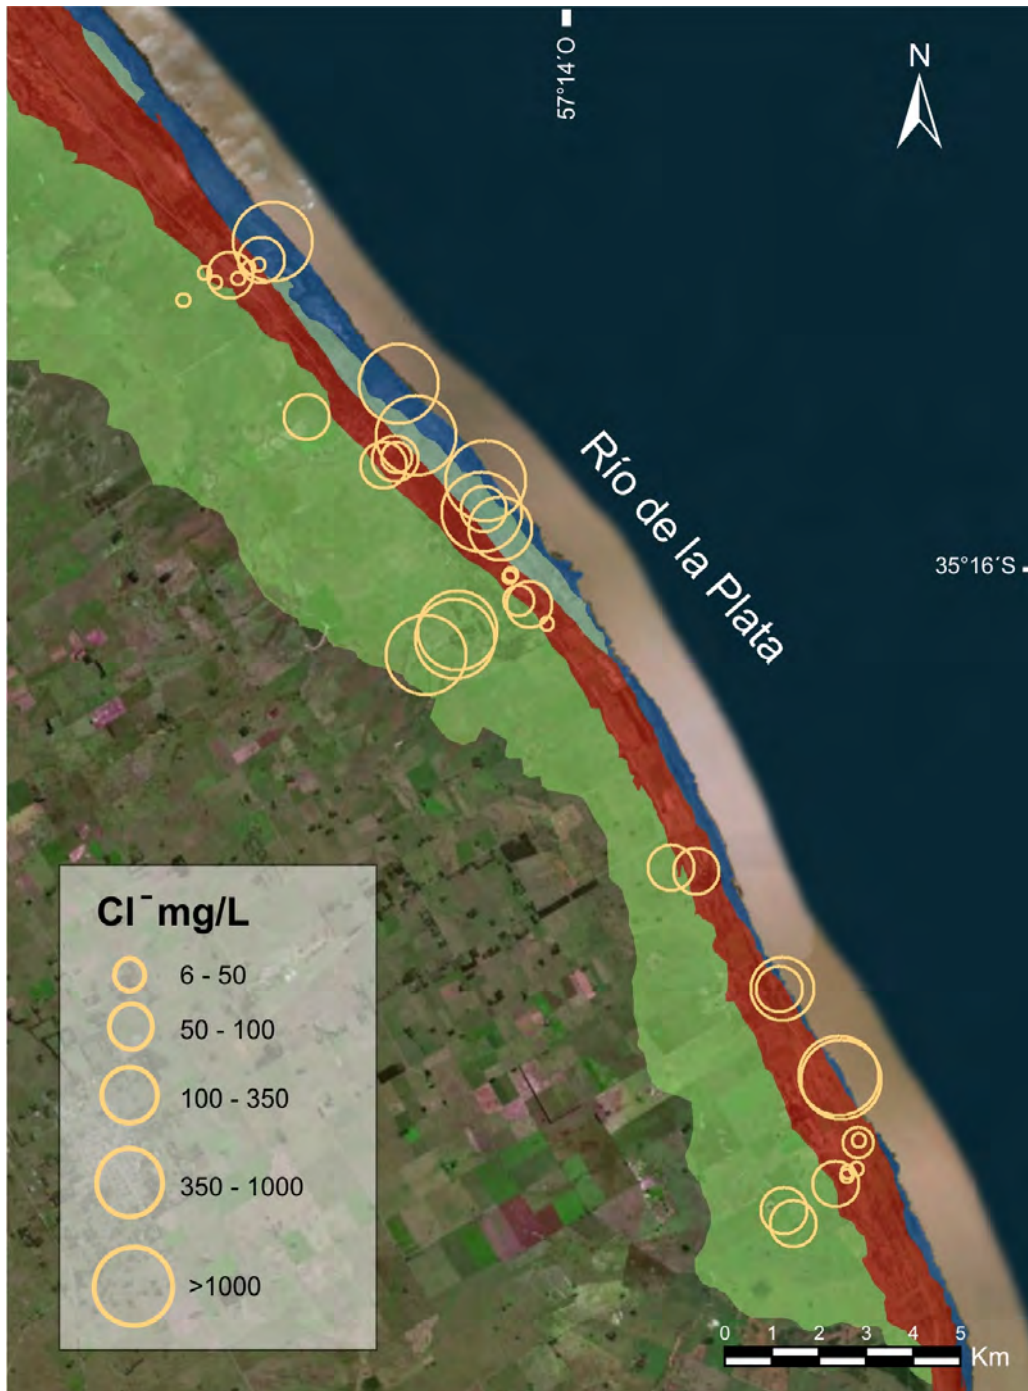 57°14´O
N
Río de la Plata
35°16´S
Cl⁻ mg/L
6 - 50
50 - 100
100 - 350
350 - 1000
>1000
0 1 2 3 4 5
Km